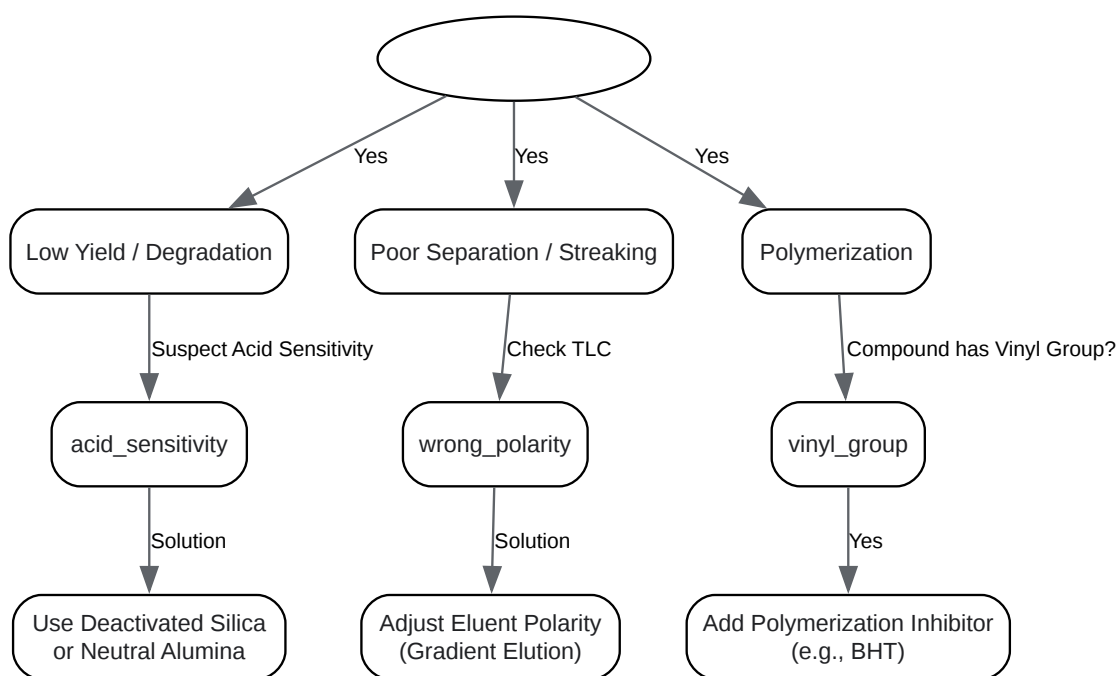 Yes
Yes
Yes
Low Yield / Degradation
Poor Separation / Streaking
Polymerization
Suspect Acid Sensitivity
Check TLC
Compound has Vinyl Group?
acid_sensitivity
wrong_polarity
vinyl_group
Solution
Solution
Yes
Use Deactivated Silica
or Neutral Alumina
Adjust Eluent Polarity
(Gradient Elution)
Add Polymerization Inhibitor
(e.g., BHT)